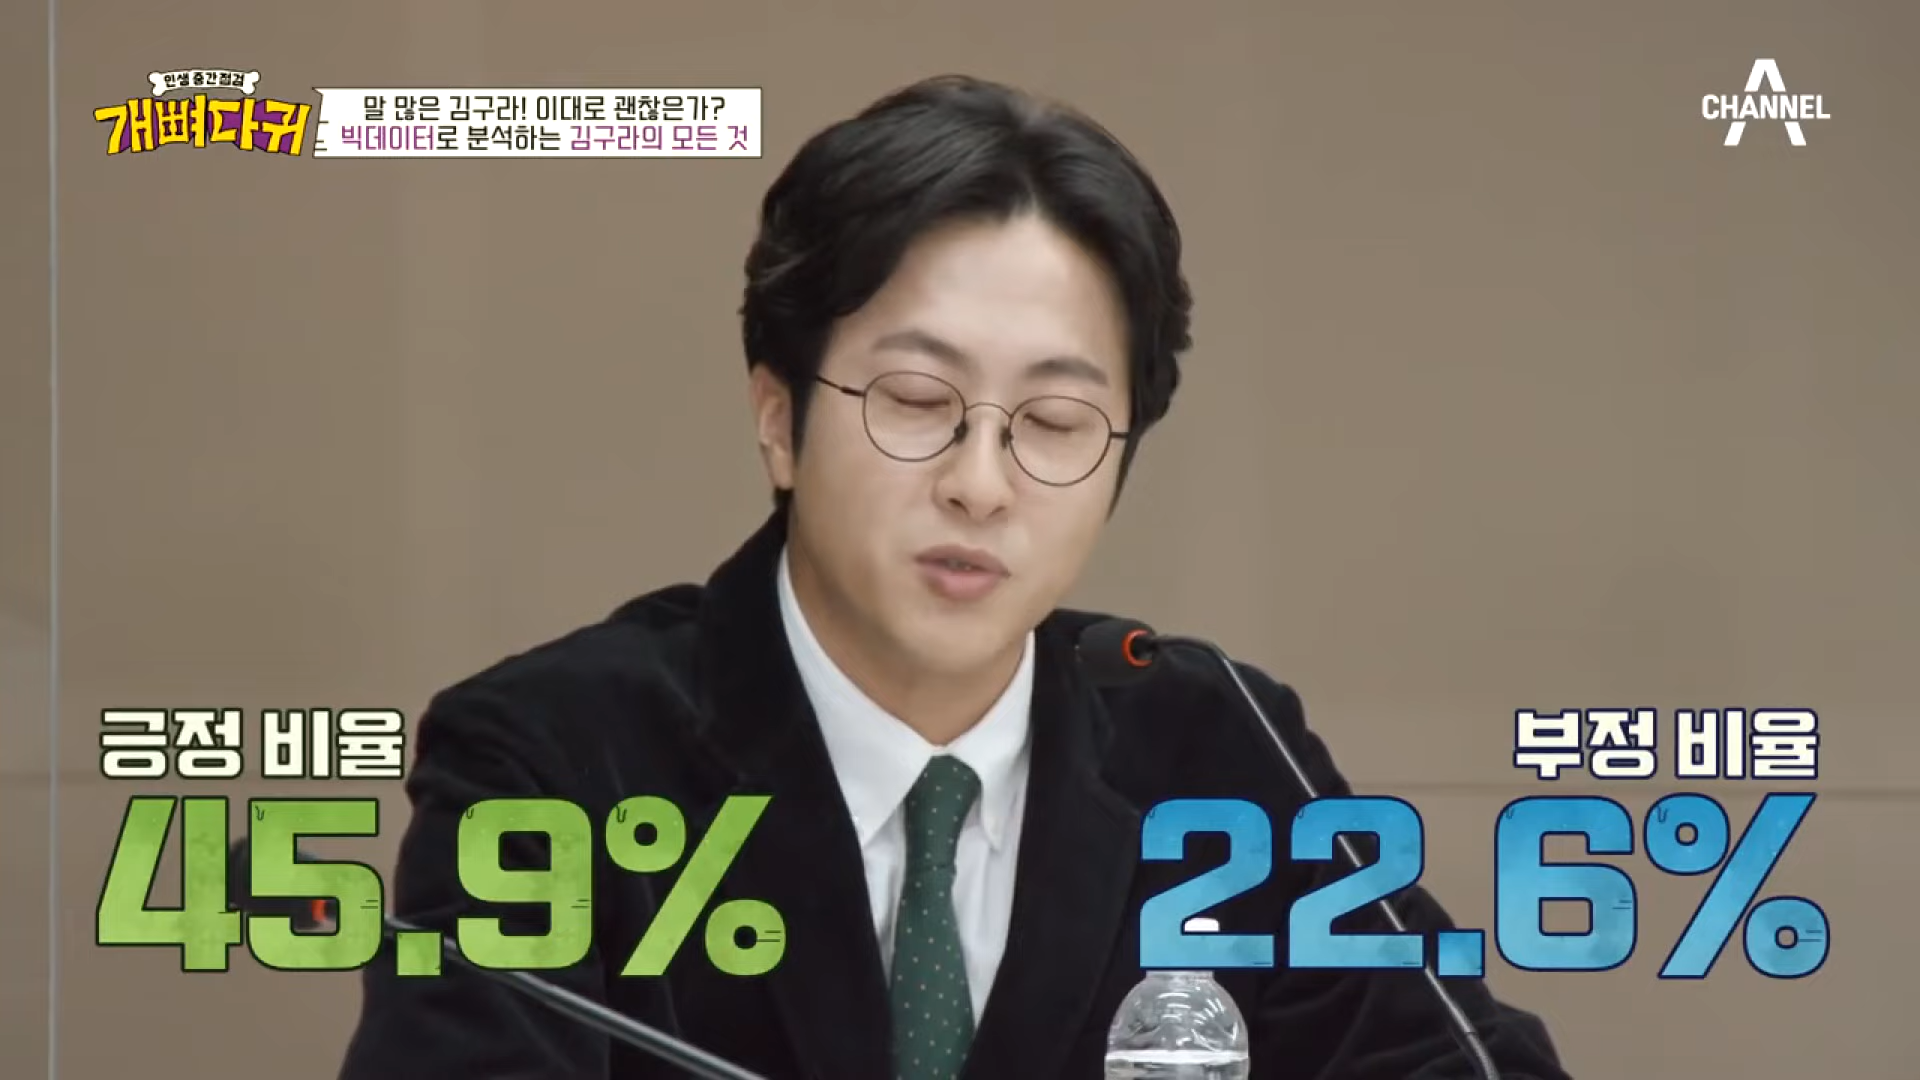 인생 중간점검
개뼈다귀
말 많은 김구라! 이대로 괜찮은가?
빅데이터로 분석하는 김구라의 모든 것
CHANNEL A
긍정 비율
45.9%
부정 비율
22.6%